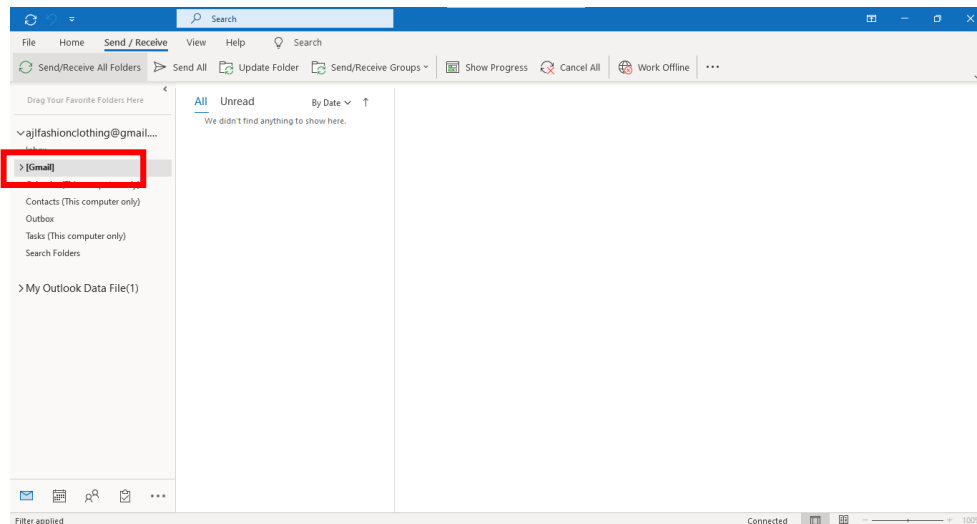 Search
File Home Send / Receive View Help Search
Send/Receive All Folders Send All Update Folder Send/Receive Groups Show Progress Cancel All Work Offline ...
Drag Your Favorite Folders Here
ajlfashionclothing@gmail....
[Gmail]
Contacts (This computer only)
Outbox
Tasks (This computer only)
Search Folders
My Outlook Data File(1)
All Unread By Date
We didn't find anything to show here.
Filter applied Connected